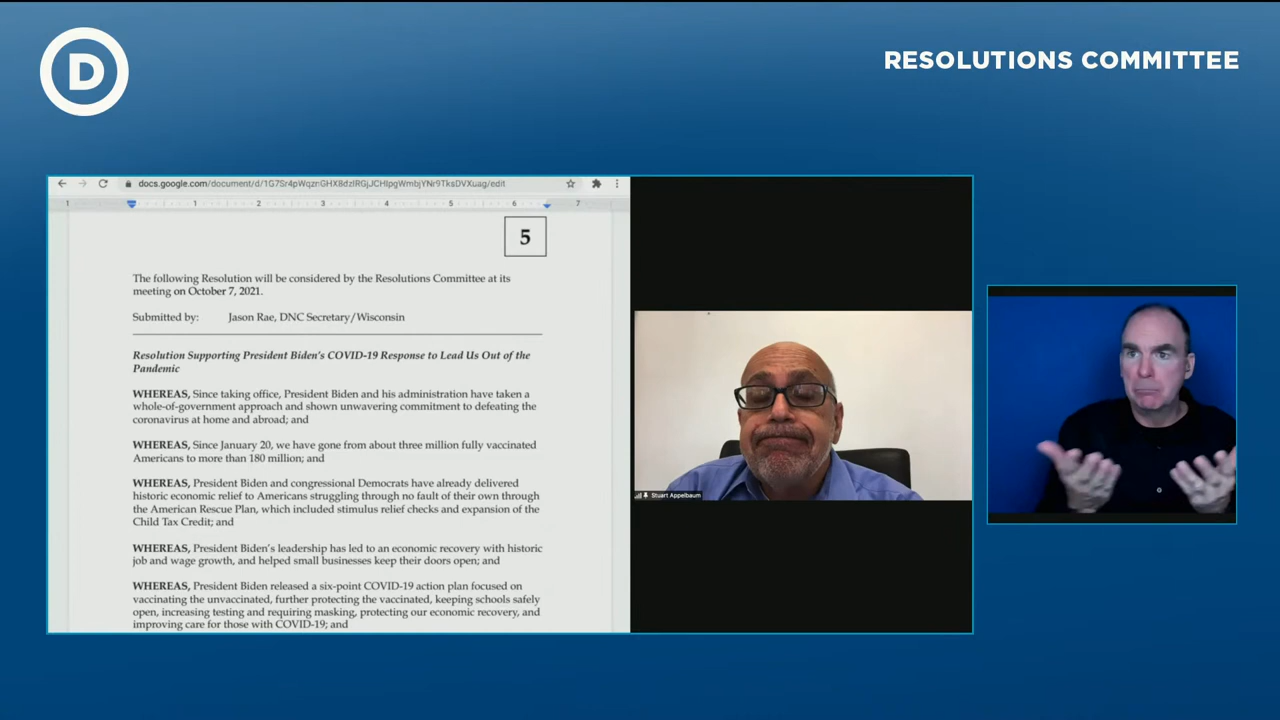 D
RESOLUTIONS COMMITTEE
1 1 2 3 4 5 6 7
5
The following Resolution will be considered by the Resolutions Committee at its
meeting on October 7, 2021.
Submitted by: Jason Rae, DNC Secretary/Wisconsin
Resolution Supporting President Biden's COVID-19 Response to Lead Us Out of the
Pandemic
WHEREAS, Since taking office, President Biden and his administration have taken a
whole-of-government approach and shown unwavering commitment to defeating the
coronavirus at home and abroad; and
WHEREAS, Since January 20, we have gone from about three million fully vaccinated
Americans to more than 180 million; and
WHEREAS, President Biden and congressional Democrats have already delivered
historic economic relief to Americans struggling through no fault of their own through
the American Rescue Plan, which included stimulus relief checks and expansion of the
Child Tax Credit; and
WHEREAS, President Biden's leadership has led to an economic recovery with historic
job and wage growth, and helped small businesses keep their doors open; and
WHEREAS, President Biden released a six-point COVID-19 action plan focused on
vaccinating the unvaccinated, further protecting the vaccinated, keeping schools safely
open, increasing testing and requiring masking, protecting our economic recovery, and
improving care for those with COVID-19; and
Stuart Appelbaum